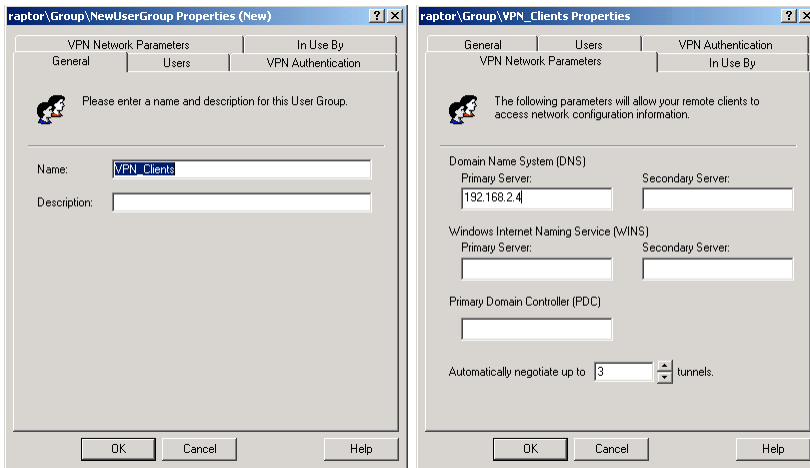 raptor\Group\NewUserGroup Properties (New)
VPN Network Parameters
In Use By
General
Users
VPN Authentication
Please enter a name and description for this User Group.
Name:
VPN_Clients
Description:
OK
Cancel
Help
raptor\Group\VPN_Clients Properties
General
Users
VPN Authentication
VPN Network Parameters
In Use By
The following parameters will allow your remote clients to
access network configuration information.
Domain Name System (DNS)
Primary Server:
Secondary Server:
192.168.2.4
Windows Internet Naming Service (WINS)
Primary Server:
Secondary Server:
Primary Domain Controller (PDC)
Automatically negotiate up to 3 tunnels.
OK
Cancel
Help